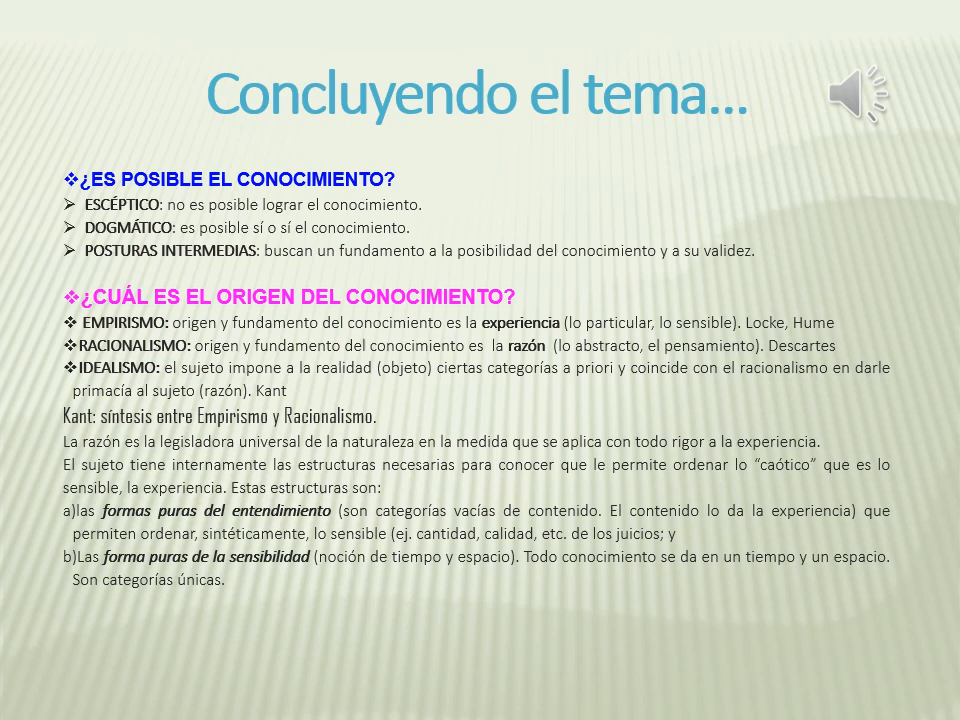 Concluyendo el tema...
❖¿ES POSIBLE EL CONOCIMIENTO?
➢ ESCÉPTICO: no es posible lograr el conocimiento.
➢ DOGMÁTICO: es posible sí o sí el conocimiento.
➢ POSTURAS INTERMEDIAS: buscan un fundamento a la posibilidad del conocimiento y a su validez.
❖¿CUÁL ES EL ORIGEN DEL CONOCIMIENTO?
❖ EMPIRISMO: origen y fundamento del conocimiento es la experiencia (lo particular, lo sensible). Locke, Hume
❖RACIONALISMO: origen y fundamento del conocimiento es la razón (lo abstracto, el pensamiento). Descartes
❖IDEALISMO: el sujeto impone a la realidad (objeto) ciertas categorías a priori y coincide con el racionalismo en darle
primacía al sujeto (razón). Kant
Kant: síntesis entre Empirismo y Racionalismo.
La razón es la legisladora universal de la naturaleza en la medida que se aplica con todo rigor a la experiencia.
El sujeto tiene internamente las estructuras necesarias para conocer que le permite ordenar lo “caótico” que es lo
sensible, la experiencia. Estas estructuras son:
a)las formas puras del entendimiento (son categorías vacías de contenido. El contenido lo da la experiencia) que
permiten ordenar, sintéticamente, lo sensible (ej. cantidad, calidad, etc. de los juicios; y
b)Las forma puras de la sensibilidad (noción de tiempo y espacio). Todo conocimiento se da en un tiempo y un espacio.
Son categorías únicas.